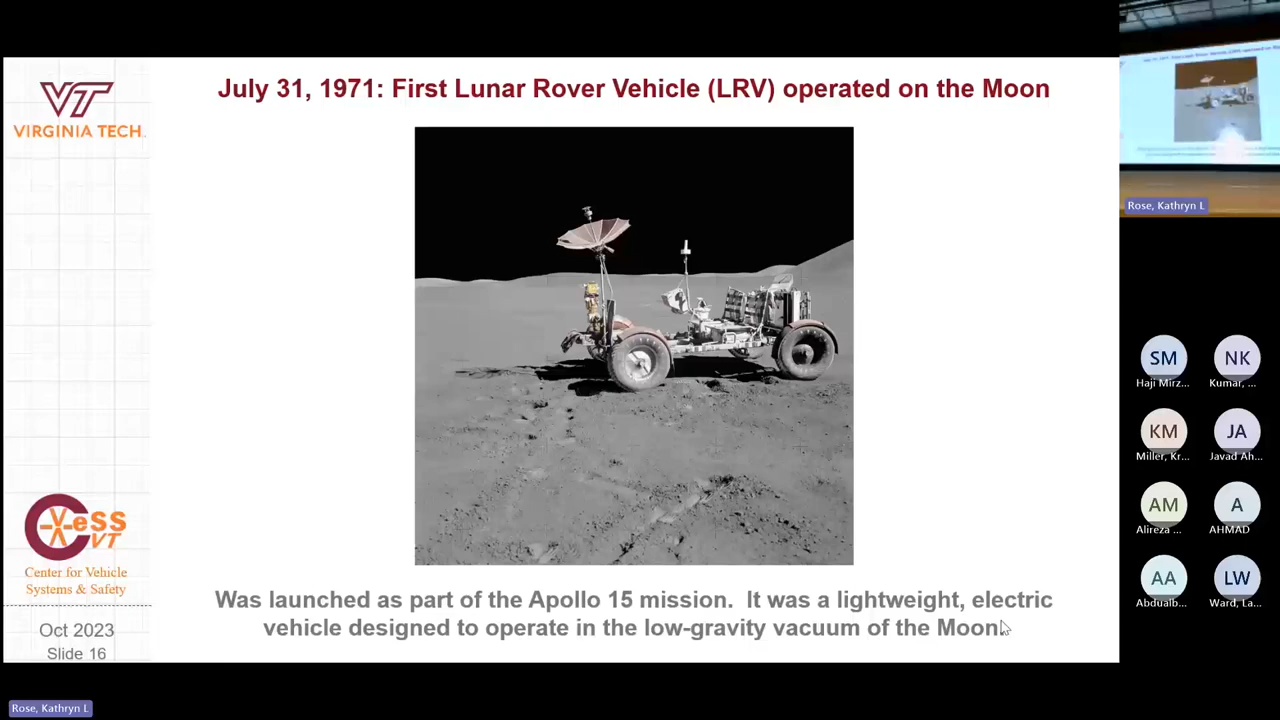 VT
VIRGINIA TECH.
July 31, 1971: First Lunar Rover Vehicle (LRV) operated on the Moon
Was launched as part of the Apollo 15 mission.  It was a lightweight, electric
vehicle designed to operate in the low-gravity vacuum of the Moon.
CVeSS
VT
Center for Vehicle
Systems & Safety
Oct 2023
Slide 16
Rose, Kathryn L
Rose, Kathryn L
SM
NK
Haji Mirz...
Kumar, ...
KM
JA
Miller, Kr...
Javad Ah...
AM
A
Alireza ...
AHMAD
AA
LW
Abdualb...
Ward, La...